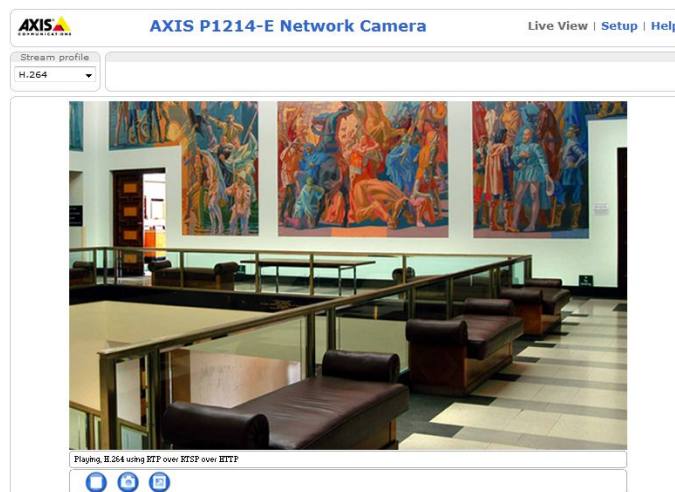 AXIS
COMMUNICATIONS
AXIS P1214-E Network Camera
Live View | Setup | Help
Stream profile
H.264
Playing, H.264 using RTP over RTSP over HTTP